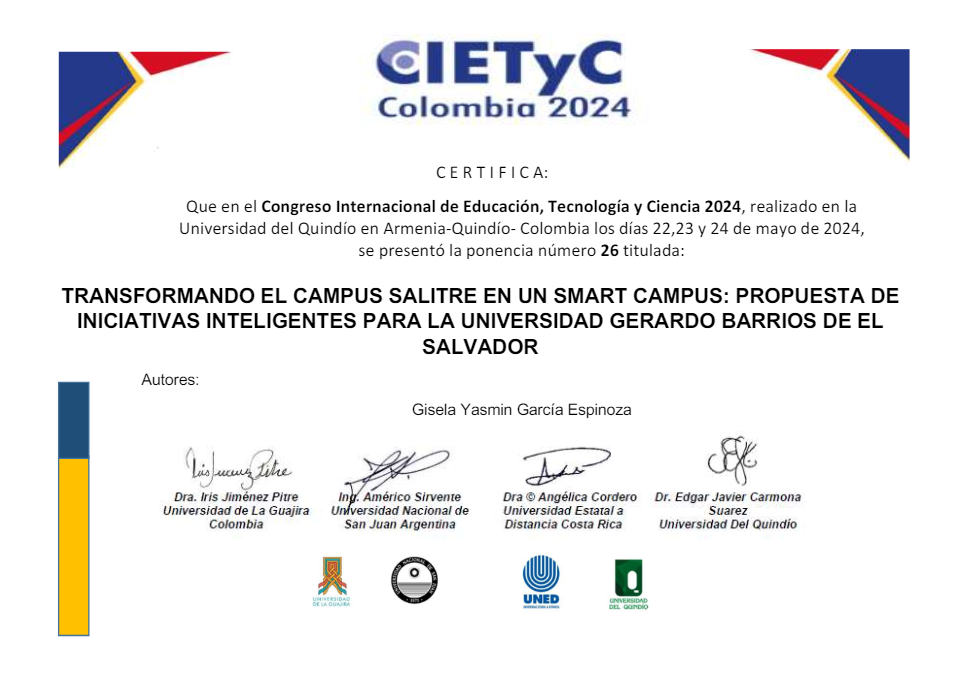 CIETyC
Colombia 2024
C E R T I F I C A:
Que en el Congreso Internacional de Educación, Tecnología y Ciencia 2024, realizado en la
Universidad del Quindío en Armenia-Quindío- Colombia los días 22,23 y 24 de mayo de 2024,
se presentó la ponencia número 26 titulada:
TRANSFORMANDO EL CAMPUS SALITRE EN UN SMART CAMPUS: PROPUESTA DE
INICIATIVAS INTELIGENTES PARA LA UNIVERSIDAD GERARDO BARRIOS DE EL
SALVADOR
Autores:
Gisela Yasmin García Espinoza
Dra. Iris Jiménez Pitre
Universidad de La Guajira
Colombia
Ing. Américo Sirvente
Universidad Nacional de
San Juan Argentina
Dra © Angélica Cordero
Universidad Estatal a
Distancia Costa Rica
Dr. Edgar Javier Carmona
Suarez
Universidad Del Quindío
UNIVERSIDAD
DE LA GUAJIRA
UNED
UNIVERSIDAD
DEL QUINDÍO